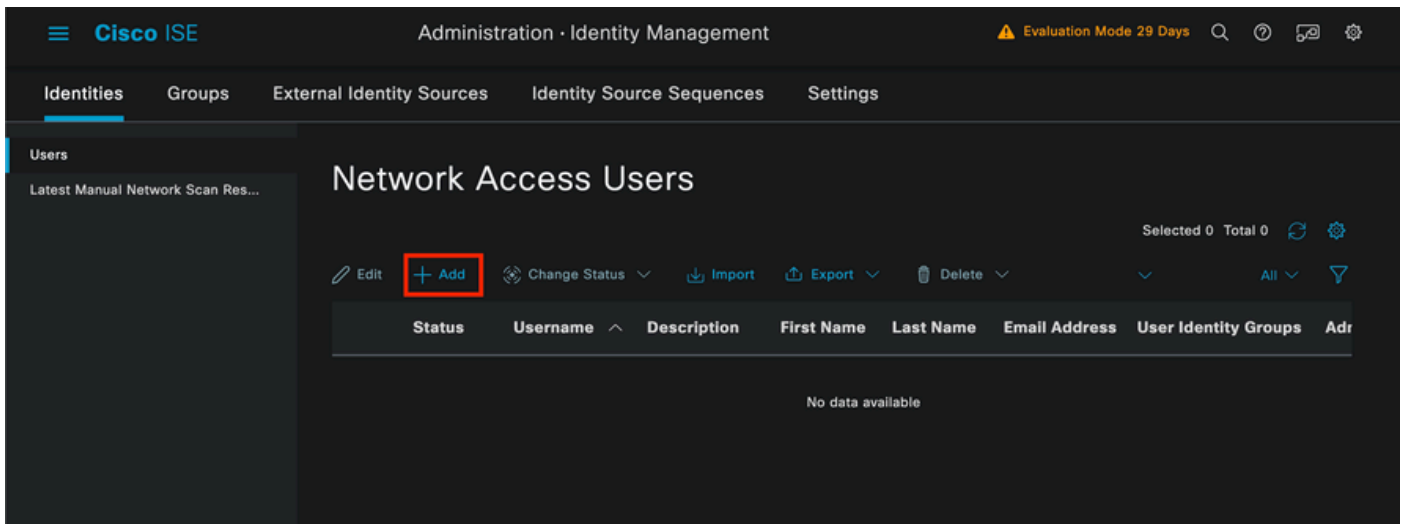 Cisco ISE Administration · Identity Management Evaluation Mode 29 Days
Identities Groups External Identity Sources Identity Source Sequences Settings
Users
Latest Manual Network Scan Res...
Network Access Users
Selected 0 Total 0
Edit Add Change Status Import Export Delete All
Status Username Description First Name Last Name Email Address User Identity Groups Adr
No data available